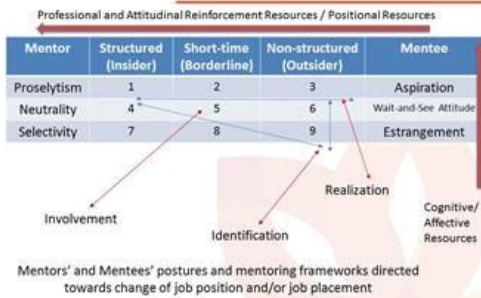 Professional and Attitudinal Reinforcement Resources / Positional Resources
Mentor Structured (Insider) Short-time (Borderline) Non-structured (Outsider) Mentee
Proselytism 1 2 3 Aspiration
Neutrality 4 5 6 Wait-and-See Attitude
Selectivity 7 8 9 Estrangement
Realization
Involvement
Identification
Cognitive/
Affective
Resources
Mentors' and Mentees' postures and mentoring frameworks directed
towards change of job position and/or job placement